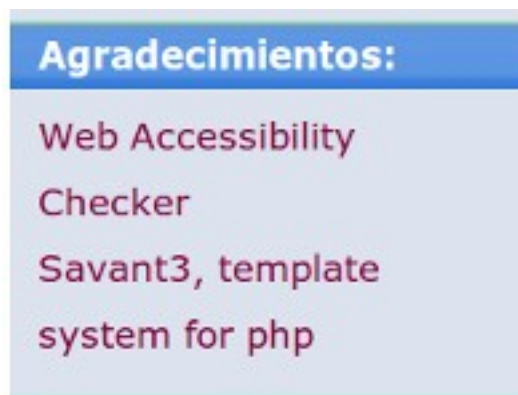 Agradecimientos:
Web Accessibility
Checker
Savant3, template
system for php